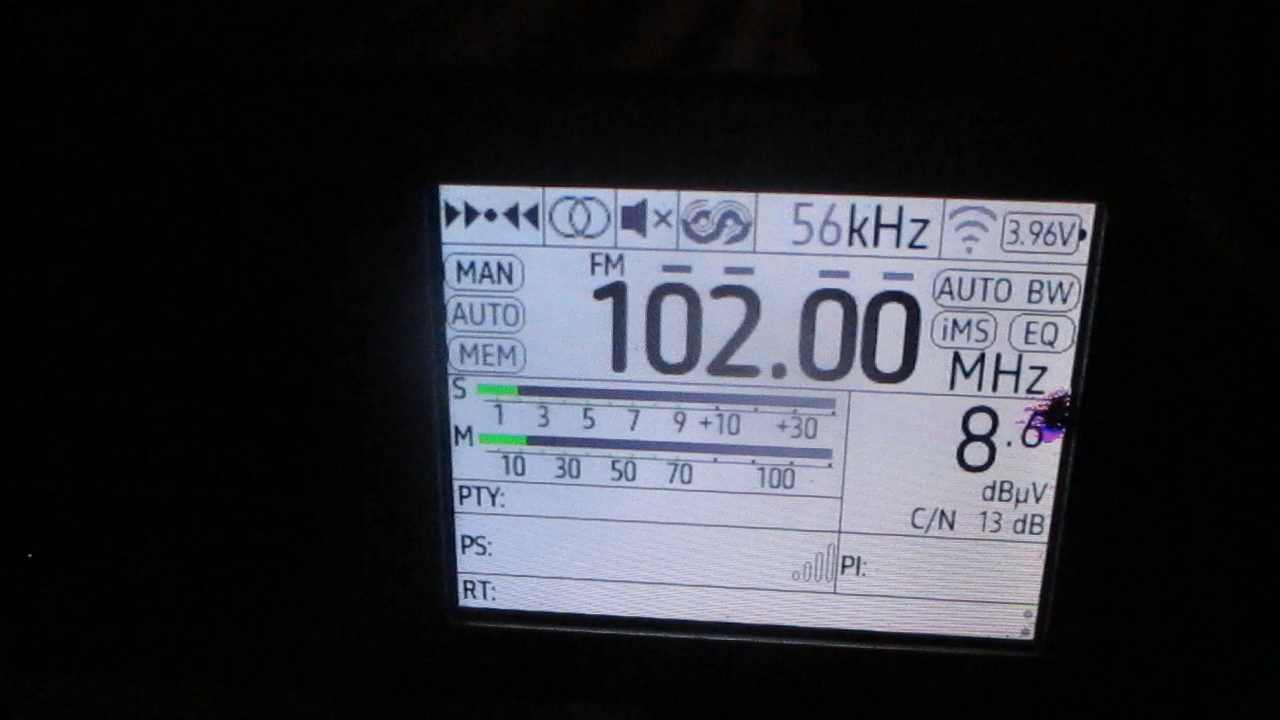 56kHz 3.96V
MAN FM 102.00 AUTO BW
AUTO iMS EQ
MEM MHz
S
1 3 5 7 9 +10 +30
M
10 30 50 70 100
8.6
dBµV
C/N 13 dB
PTY:
PS: PI:
RT: